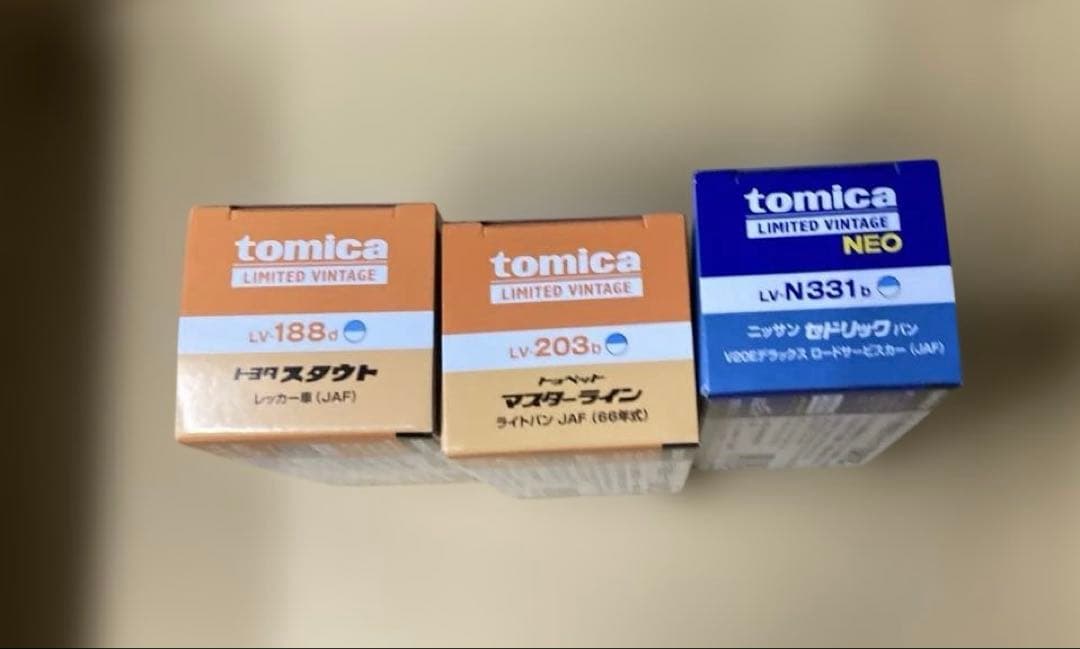 tomica
LIMITED VINTAGE
LV-188d
トヨタ スタウト
レッカー車 (JAF)
tomica
LIMITED VINTAGE
LV-203b
トヨペット
マスターライン
ライトバン JAF (66年式)
tomica
LIMITED VINTAGE
NEO
LV-N331b
ニッサン セドリック バン
V20Eデラックス ロードサービスカー (JAF)